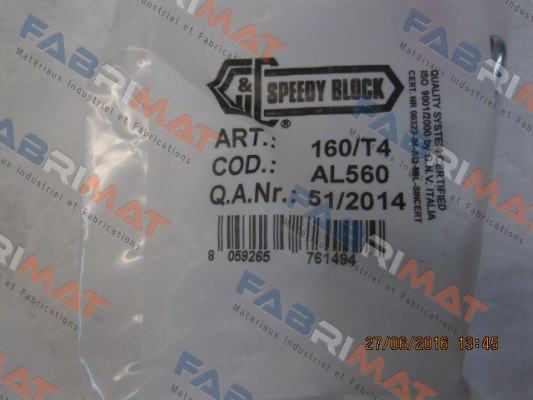 FABRIMAT
Materiaux Industriel et Fabrications
& SPEEDY BLOCK
®
ART.: 160/T4
COD.: AL560
Q.A.Nr.: 51/2014
8 059265 761494
QUALITY SYSTEM CERTIFIED
ISO 9001/2000 by D.N.V. ITALIA
27/06/2016 13:45